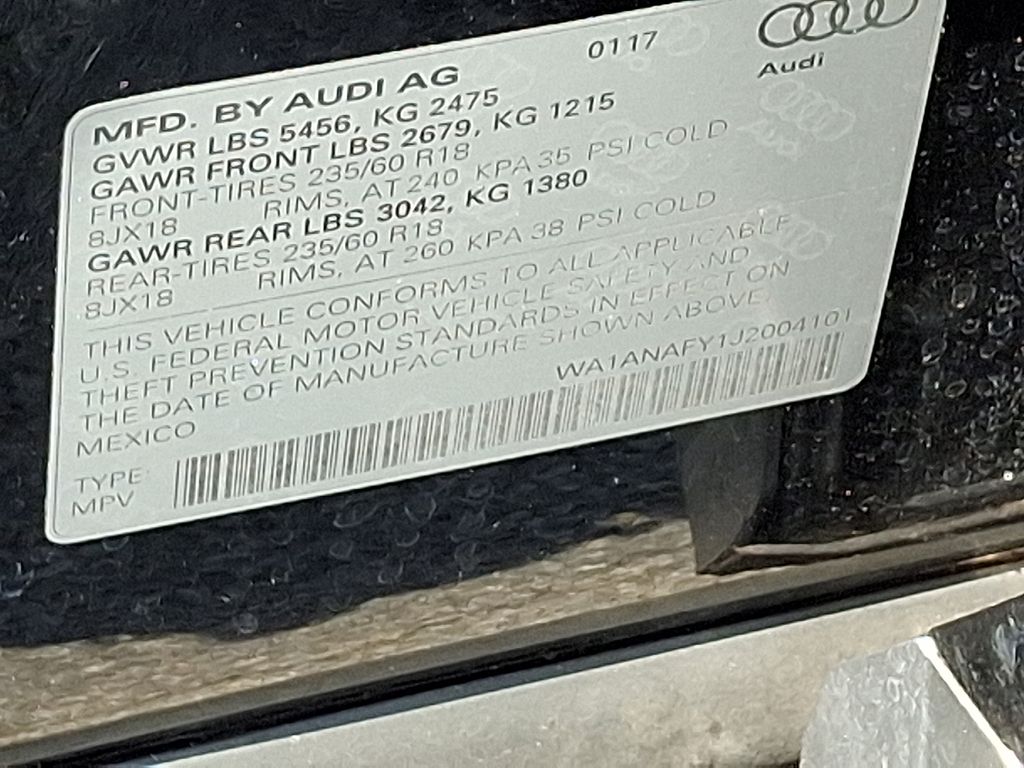 0117
Audi
MFD. BY AUDI AG
GVWR LBS 5456, KG 2475
GAWR FRONT LBS 2679, KG 1215
FRONT-TIRES 235/60 R18
8JX18 RIMS, AT 240 KPA 35 PSI COLD
GAWR REAR LBS 3042, KG 1380
REAR-TIRES 235/60 R18
8JX18 RIMS, AT 260 KPA 38 PSI COLD
THIS VEHICLE CONFORMS TO ALL APPLICABLE
U.S. FEDERAL MOTOR VEHICLE SAFETY AND
THEFT PREVENTION STANDARDS IN EFFECT ON
THE DATE OF MANUFACTURE SHOWN ABOVE.
MEXICO
WA1ANAFY1J2004101
TYPE:
MPV